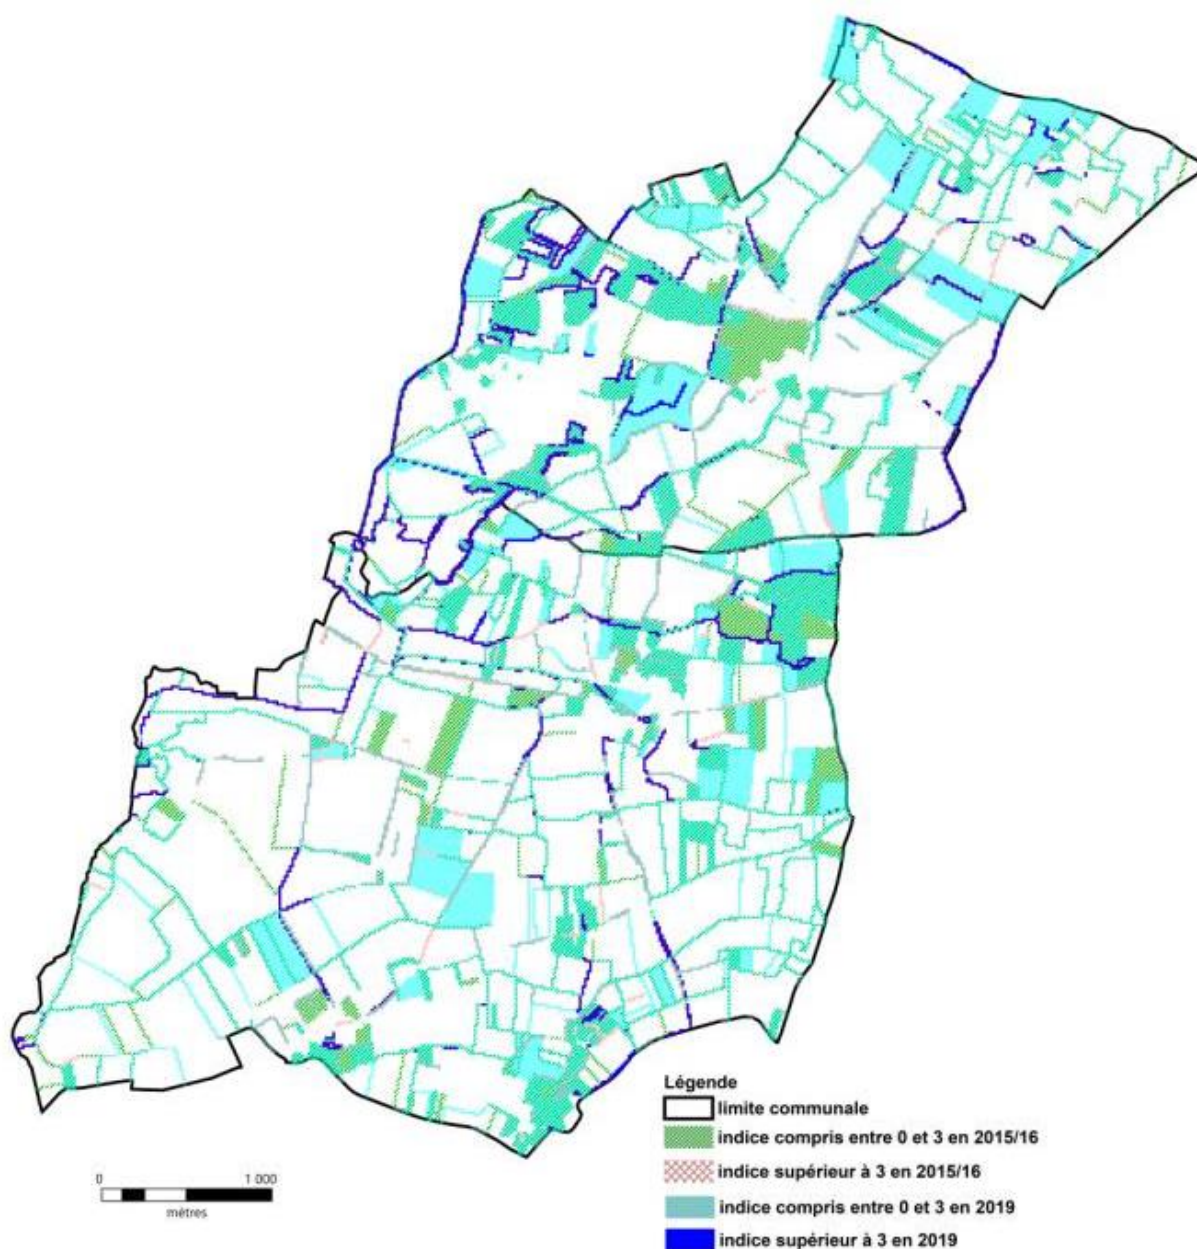 Légende
limite communale
indice compris entre 0 et 3 en 2015/16
indice supérieur à 3 en 2015/16
indice compris entre 0 et 3 en 2019
indice supérieur à 3 en 2019
0 1 000
mètres